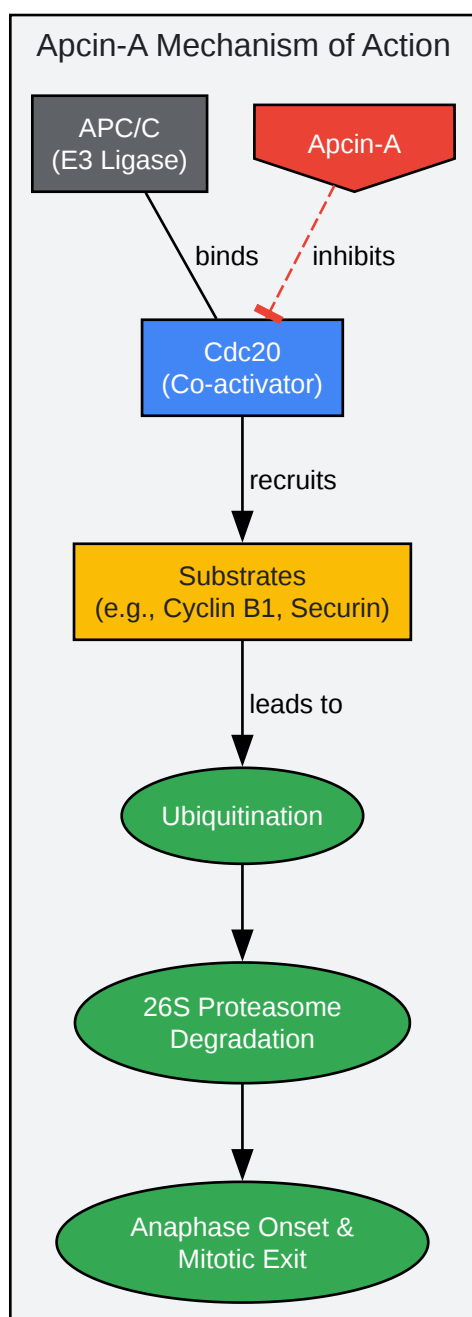 Apcin-A Mechanism of Action
APC/C
(E3 Ligase)
Apcin-A
binds
inhibits
Cdc20
(Co-activator)
recruits
Substrates
(e.g., Cyclin B1, Securin)
leads to
Ubiquitination
26S Proteasome
Degradation
Anaphase Onset &
Mitotic Exit